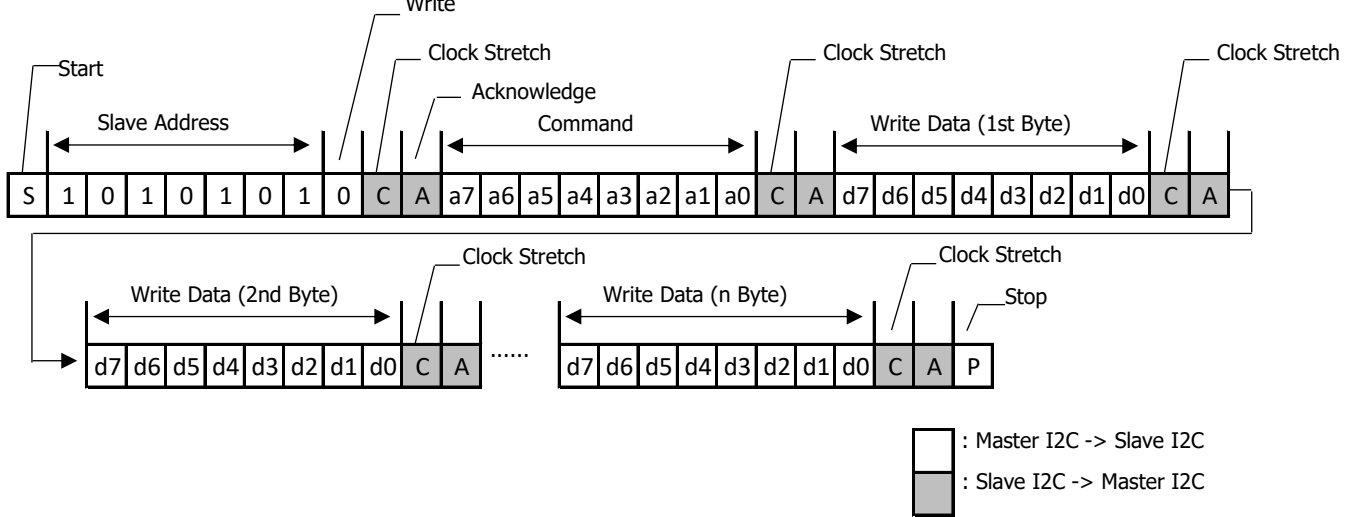 Write
Start
Clock Stretch
Clock Stretch
Clock Stretch
Acknowledge
Slave Address
Command
Write Data (1st Byte)
S 1 0 1 0 1 0 1 0 C A a7 a6 a5 a4 a3 a2 a1 a0 C A d7 d6 d5 d4 d3 d2 d1 d0 C A
Clock Stretch
Clock Stretch
Write Data (2nd Byte)
Write Data (n Byte)
Stop
d7 d6 d5 d4 d3 d2 d1 d0 C A ...... d7 d6 d5 d4 d3 d2 d1 d0 C A P
: Master I2C -> Slave I2C
: Slave I2C -> Master I2C